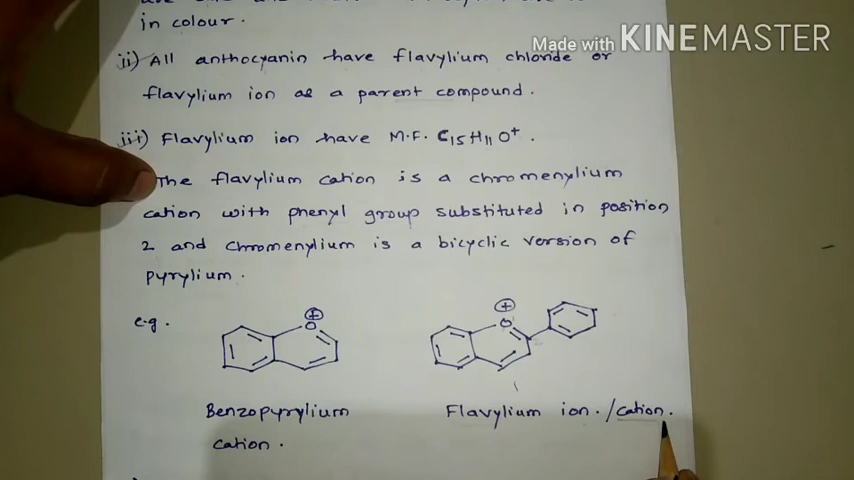 in colour.
Made with KINEMASTER
ii) All anthocyanin have flavylium chloride or
flavylium ion as a parent compound.
iii) Flavylium ion have M.F. C15H11O+.
The flavylium cation is a chromenylium
cation with phenyl group substituted in position
2 and chromenylium is a bicyclic version of
pyrylium.
e.g.
+
O
+
O
Benzopyrylium
cation.
Flavylium ion./cation.